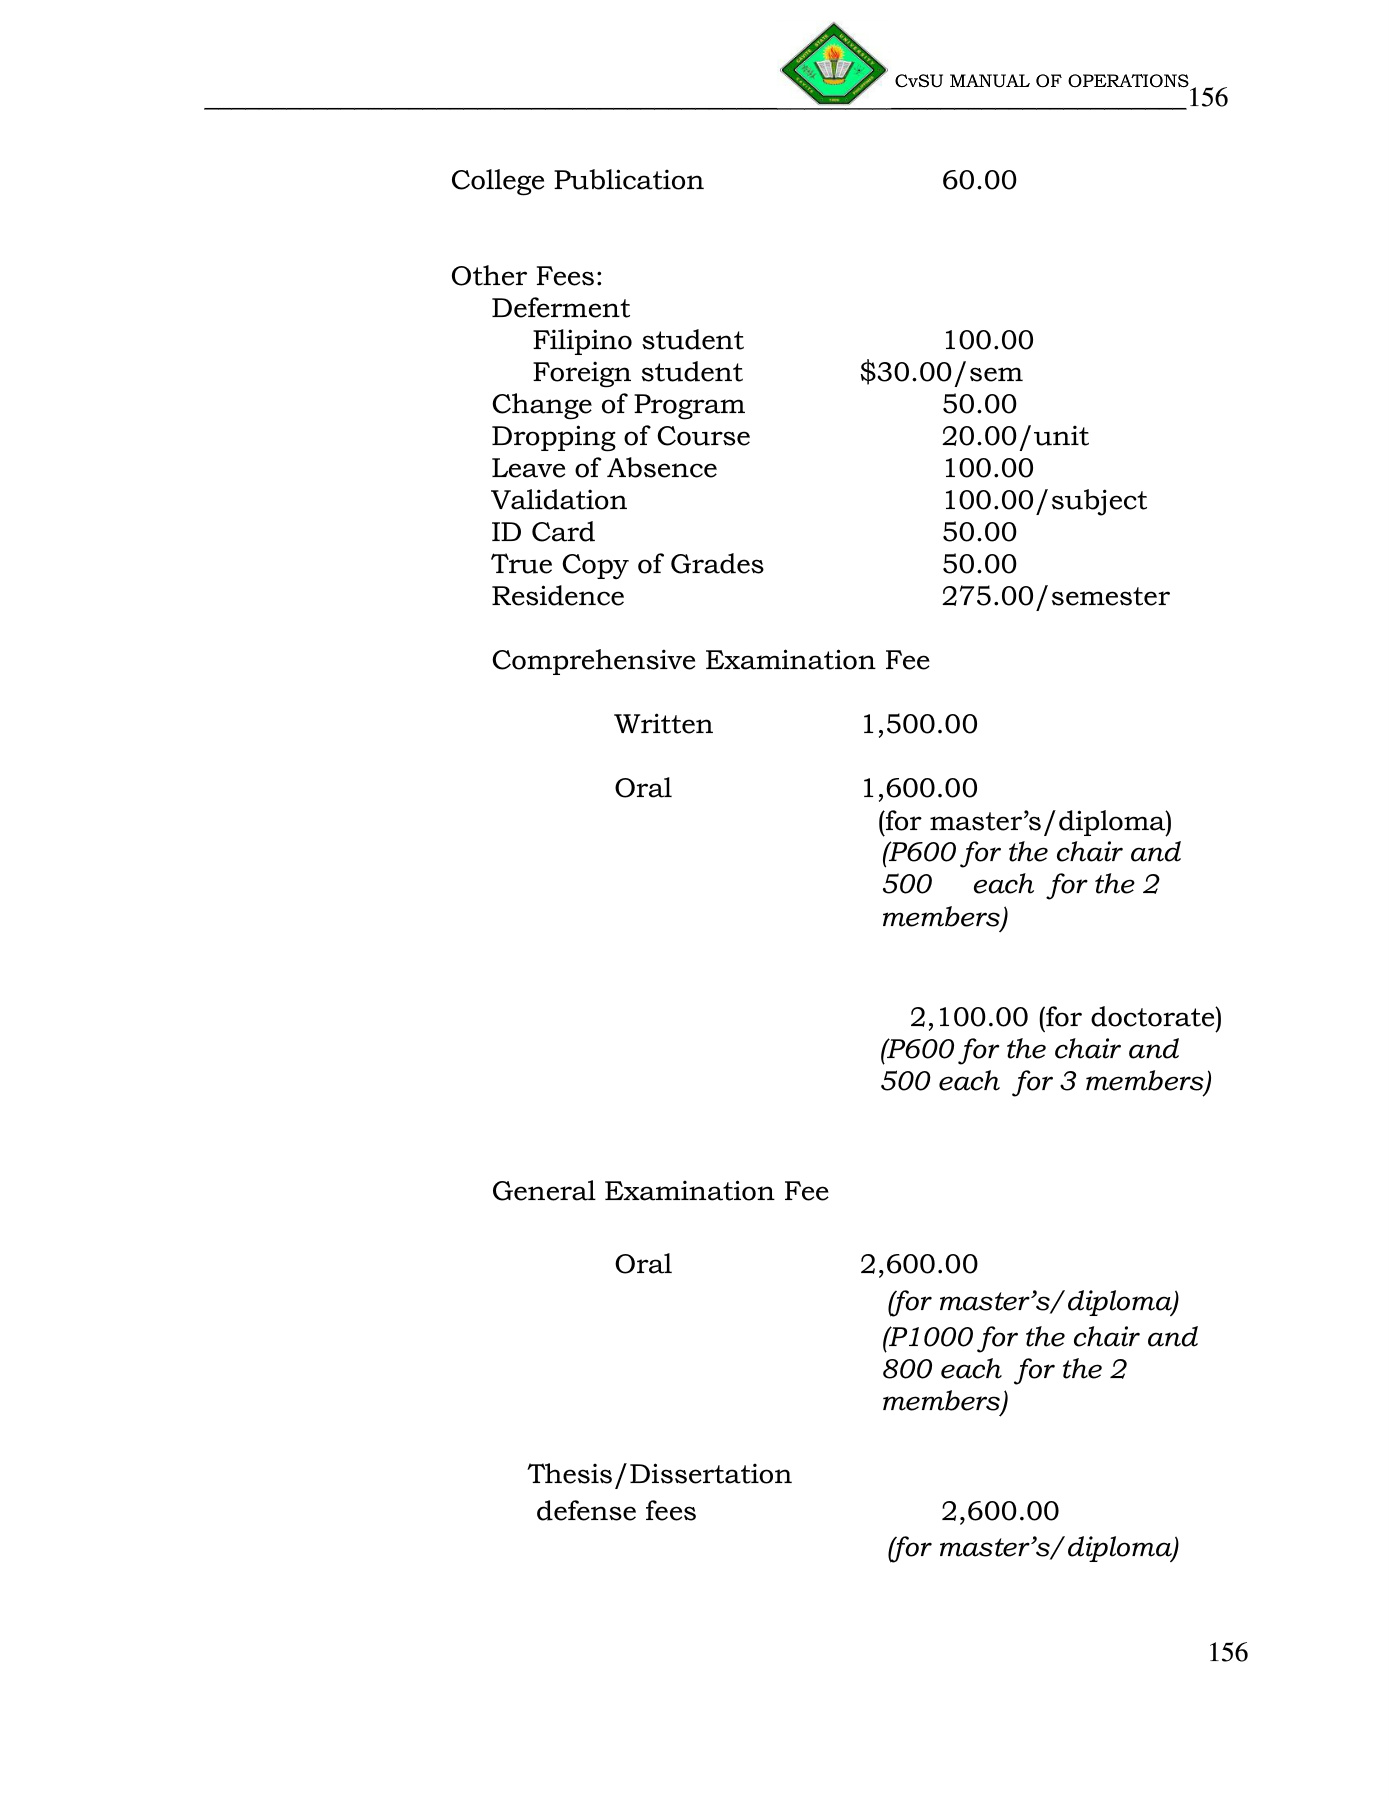 CvSU MANUAL OF OPERATIONS 156
College Publication 60.00
Other Fees:
Deferment
Filipino student 100.00
Foreign student $30.00/sem
Change of Program 50.00
Dropping of Course 20.00/unit
Leave of Absence 100.00
Validation 100.00/subject
ID Card 50.00
True Copy of Grades 50.00
Residence 275.00/semester
Comprehensive Examination Fee
Written 1,500.00
Oral 1,600.00
(for master’s/diploma)
(P600 for the chair and
500 each for the 2
members)
2,100.00 (for doctorate)
(P600 for the chair and
500 each for 3 members)
General Examination Fee
Oral 2,600.00
(for master’s/diploma)
(P1000 for the chair and
800 each for the 2
members)
Thesis/Dissertation
defense fees 2,600.00
(for master’s/diploma)
156